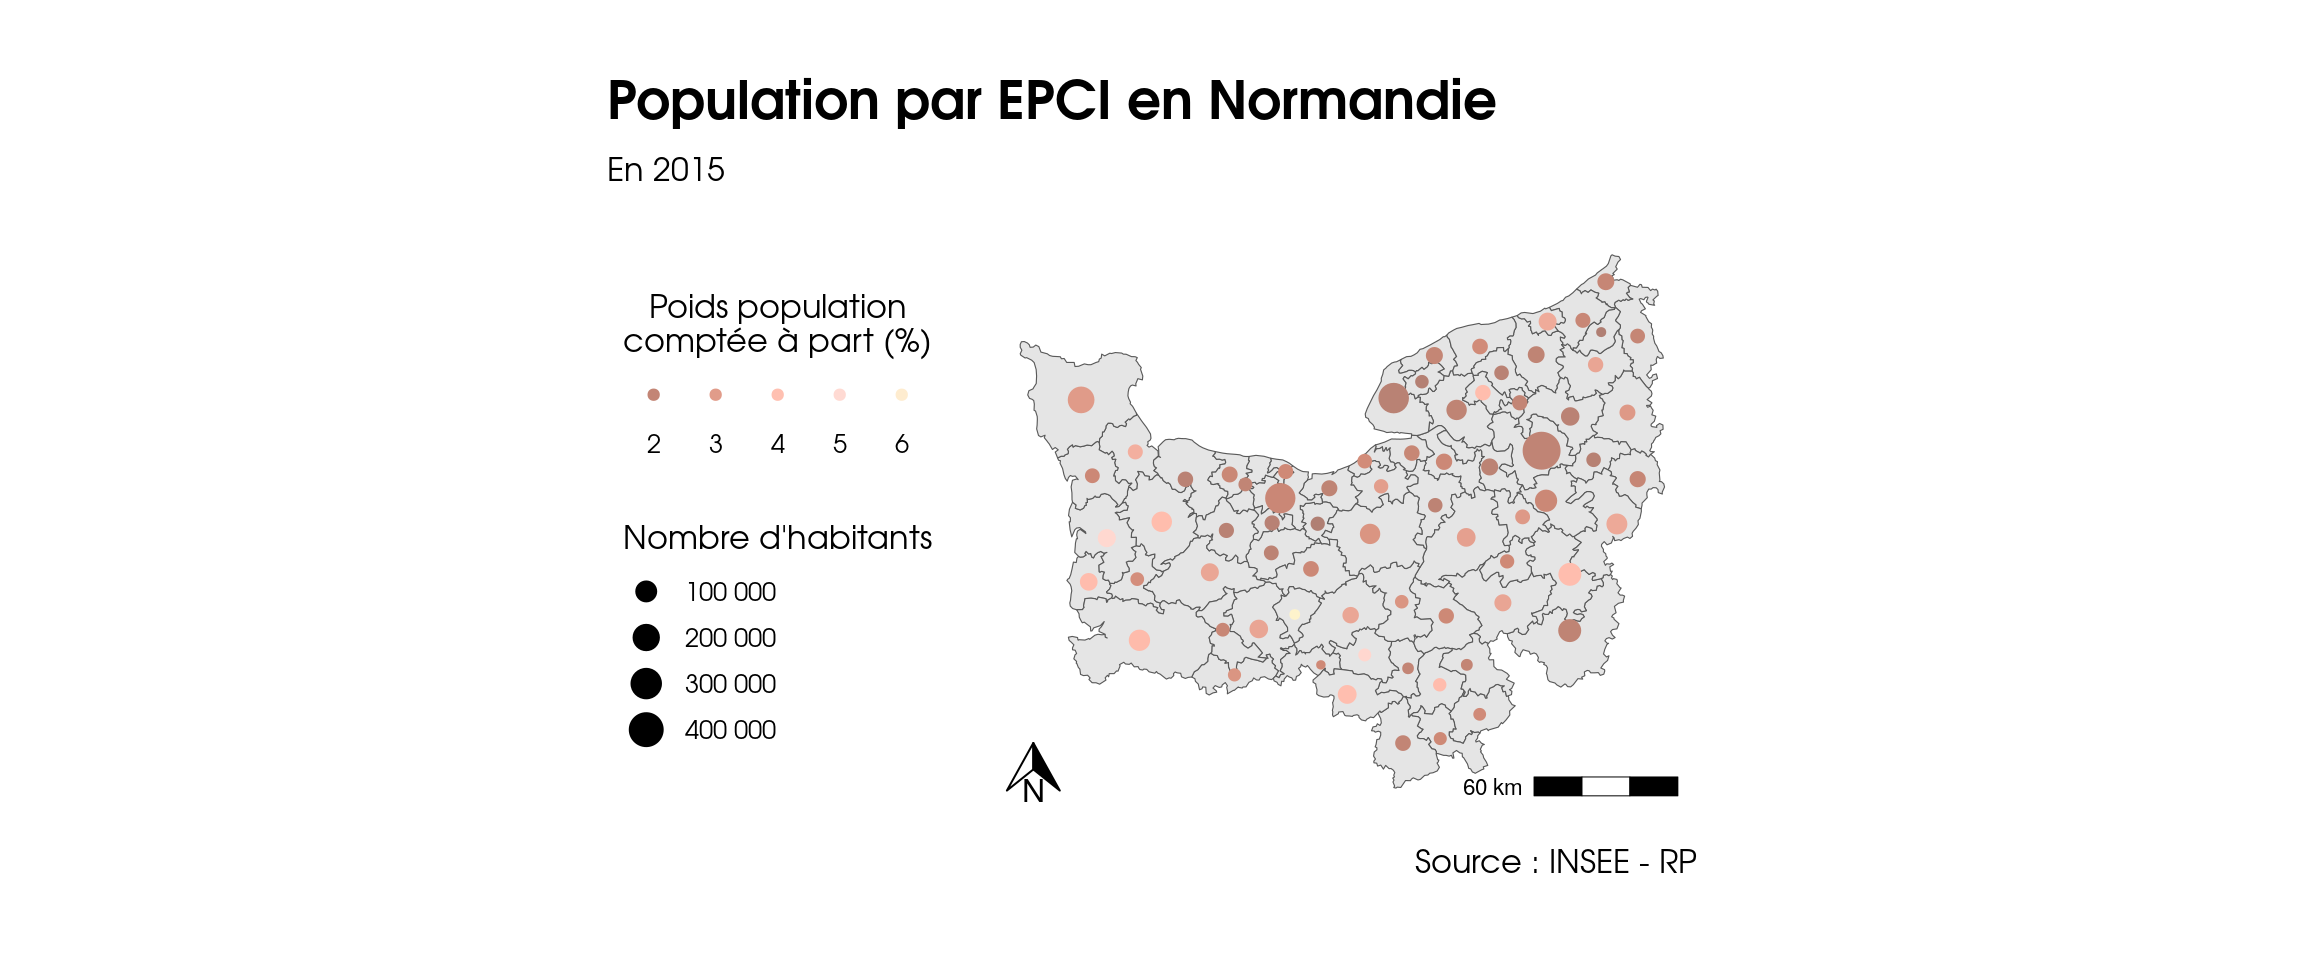 Population par EPCI en Normandie
En 2015
Poids population
comptée à part (%)
2 3 4 5 6
Nombre d'habitants
100 000
200 000
300 000
400 000
N
60 km
Source : INSEE - RP